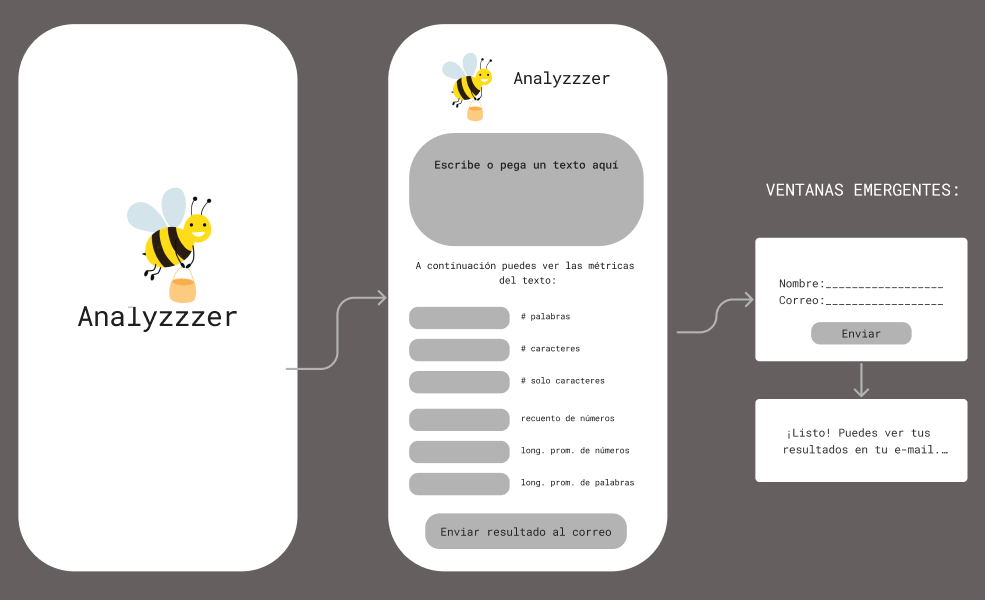 Analyzzzer
Analyzzzer
Escribe o pega un texto aquí
A continuación puedes ver las métricas
del texto:
# palabras
# caracteres
# solo caracteres
recuento de números
long. prom. de números
long. prom. de palabras
Enviar resultado al correo
VENTANAS EMERGENTES:
Nombre:__________________
Correo:__________________
Enviar
¡Listo! Puedes ver tus
resultados en tu e-mail.…